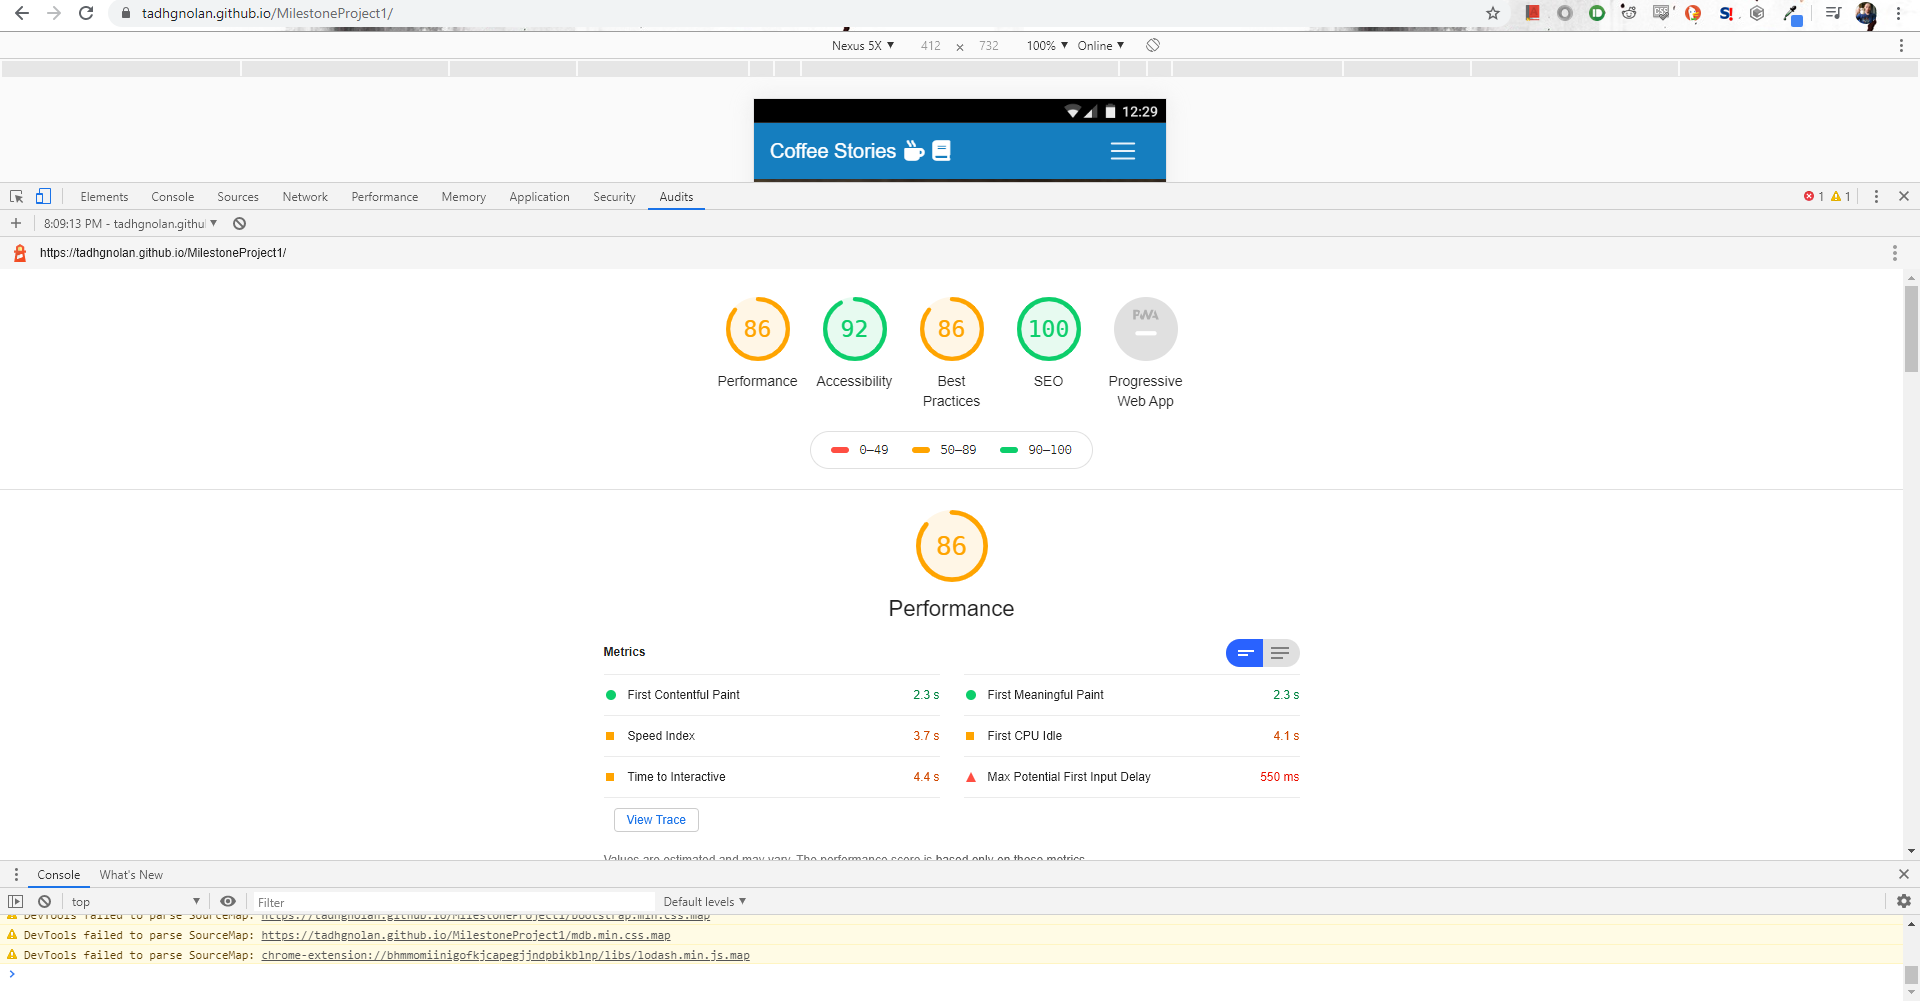 tadhgnolan.github.io/MilestoneProject1/
Nexus 5X ▼ 412 × 732 100% ▼ Online ▼
12:29
Coffee Stories
Elements Console Sources Network Performance Memory Application Security Audits 1 1
8:09:13 PM - tadhgnolan.githu ▼
https://tadhgnolan.github.io/MilestoneProject1/
86 92 86 100 PWA
Performance Accessibility Best Practices SEO Progressive Web App
0–49 50–89 90–100
86
Performance
Metrics
First Contentful Paint 2.3 s First Meaningful Paint 2.3 s
Speed Index 3.7 s First CPU Idle 4.1 s
Time to Interactive 4.4 s Max Potential First Input Delay 550 ms
View Trace
Values are estimated and may vary. The performance score is based only on these metrics.
Console What's New
top ▼ Filter Default levels ▼
DevTools failed to parse SourceMap: https://tadhgnolan.github.io/MilestoneProject1/bootstrap.min.css.map
DevTools failed to parse SourceMap: https://tadhgnolan.github.io/MilestoneProject1/mdb.min.css.map
DevTools failed to parse SourceMap: chrome-extension://bhmmomiinigofkjcapegjjndpbikblnp/libs/lodash.min.js.map
>